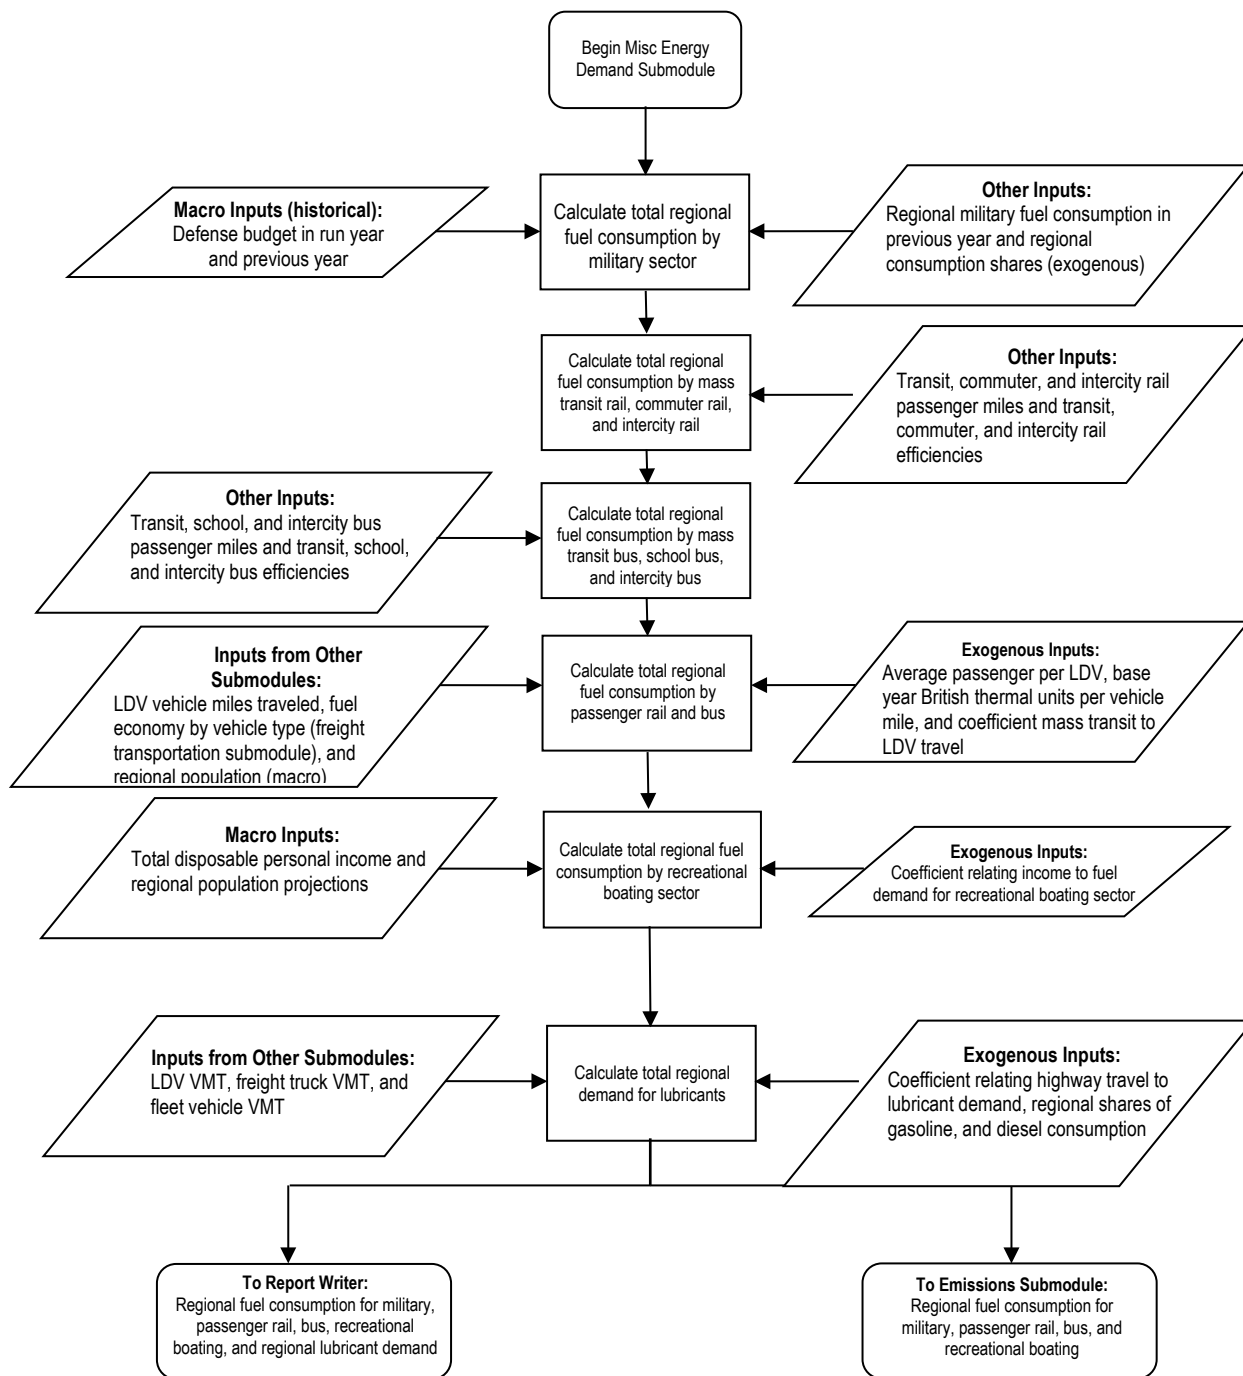 Begin Misc Energy
Demand Submodule
Macro Inputs (historical):
Defense budget in run year
and previous year
Calculate total regional
fuel consumption by
military sector
Other Inputs:
Regional military fuel consumption in
previous year and regional
consumption shares (exogenous)
Calculate total regional
fuel consumption by mass
transit rail, commuter rail,
and intercity rail
Other Inputs:
Transit, commuter, and intercity rail
passenger miles and transit,
commuter, and intercity rail
efficiencies
Other Inputs:
Transit, school, and intercity bus
passenger miles and transit, school,
and intercity bus efficiencies
Calculate total regional
fuel consumption by mass
transit bus, school bus,
and intercity bus
Inputs from Other
Submodules:
LDV vehicle miles traveled, fuel
economy by vehicle type (freight
transportation submodule), and
regional population (macro)
Calculate total regional
fuel consumption by
passenger rail and bus
Exogenous Inputs:
Average passenger per LDV, base
year British thermal units per vehicle
mile, and coefficient mass transit to
LDV travel
Macro Inputs:
Total disposable personal income and
regional population projections
Calculate total regional fuel
consumption by recreational
boating sector
Exogenous Inputs:
Coefficient relating income to fuel
demand for recreational boating sector
Inputs from Other Submodules:
LDV VMT, freight truck VMT, and
fleet vehicle VMT
Calculate total regional
demand for lubricants
Exogenous Inputs:
Coefficient relating highway travel to
lubricant demand, regional shares of
gasoline, and diesel consumption
To Report Writer:
Regional fuel consumption for military,
passenger rail, bus, recreational
boating, and regional lubricant demand
To Emissions Submodule:
Regional fuel consumption for
military, passenger rail, bus, and
recreational boating